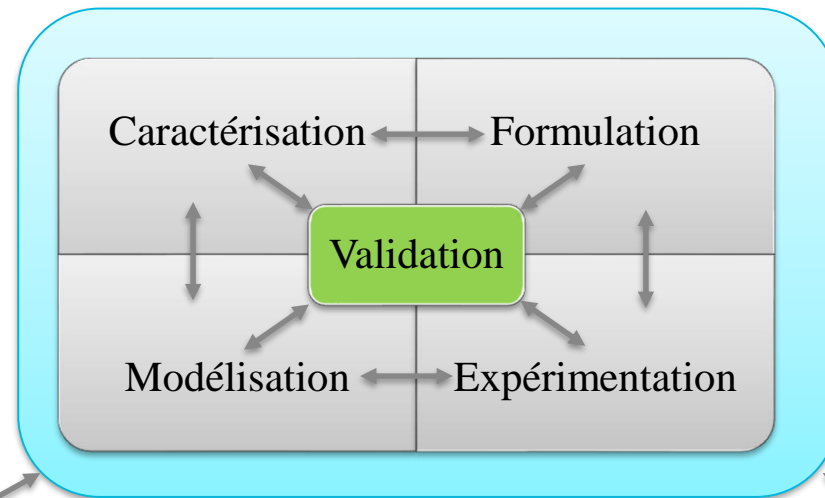 Caractérisation
Formulation
Validation
Modélisation
Expérimentation